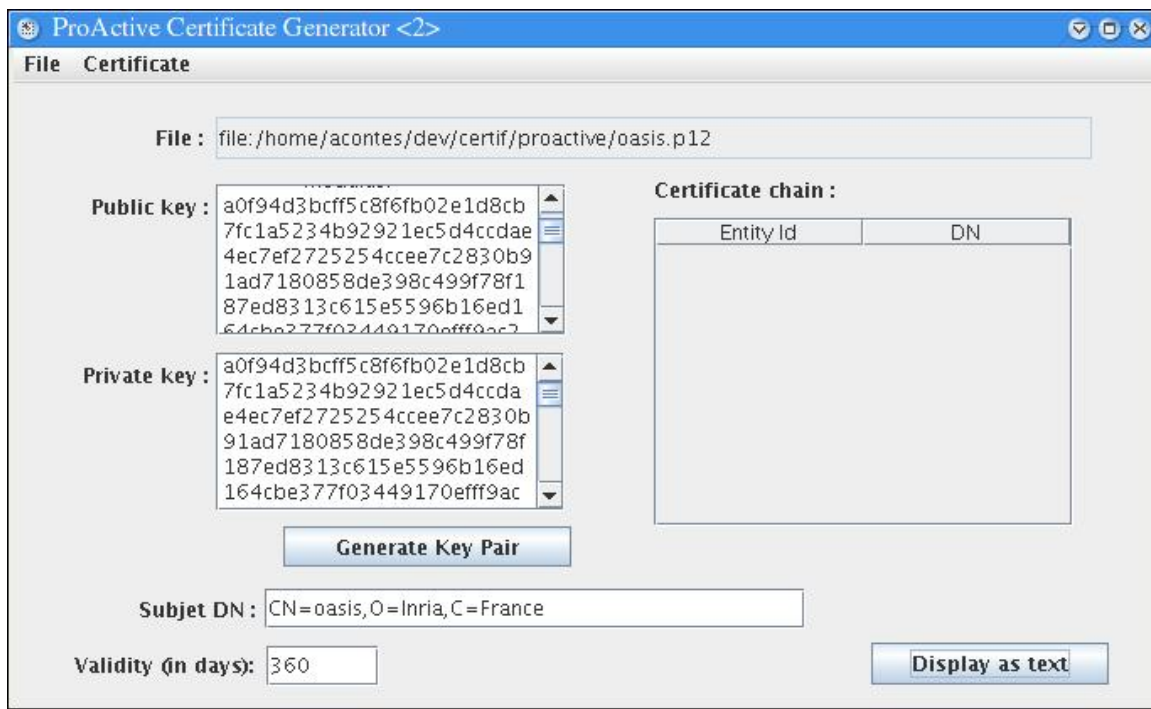 ProActive Certificate Generator <2>
File Certificate
File : file:/home/acontes/dev/certif/proactive/oasis.p12
Public key :
a0f94d3bcff5c8f6fb02e1d8cb
7fc1a5234b92921ec5d4ccdae
4ec7ef2725254ccee7c2830b9
1ad7180858de398c499f78f1
87ed8313c615e5596b16ed1
64cbe377f03449170efff9ac2
Certificate chain :
Entity Id DN
Private key :
a0f94d3bcff5c8f6fb02e1d8cb
7fc1a5234b92921ec5d4ccda
e4ec7ef2725254ccee7c2830b
91ad7180858de398c499f78f
187ed8313c615e5596b16ed
164cbe377f03449170efff9ac
Generate Key Pair
Subjet DN : CN=oasis,O=Inria,C=France
Validity (in days): 360
Display as text